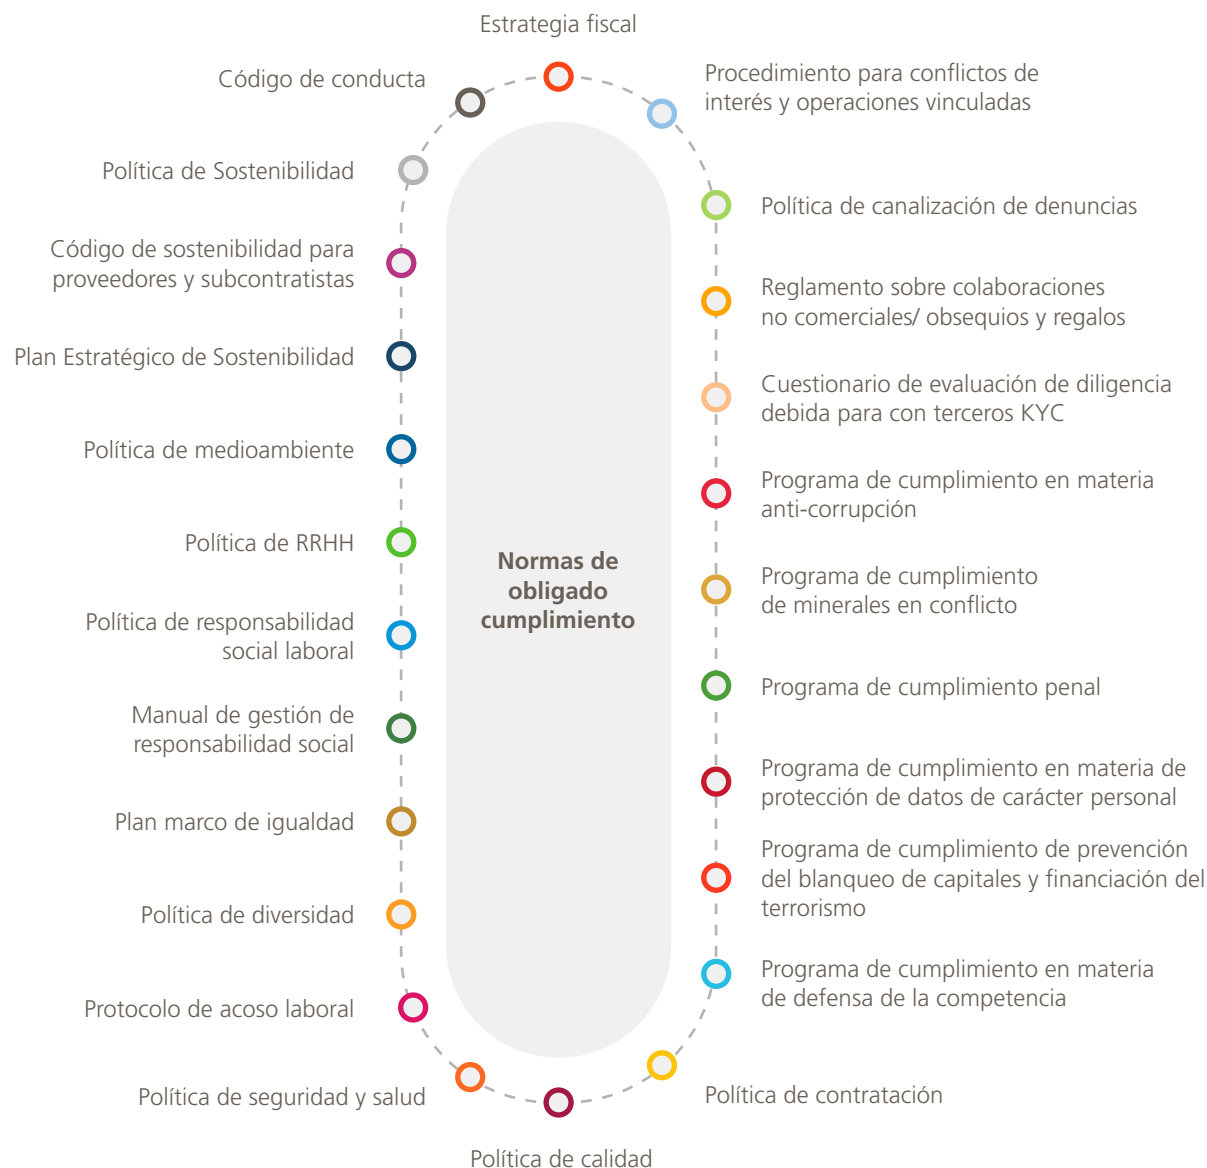 Estrategia fiscal
Procedimiento para conflictos de
interés y operaciones vinculadas
Política de canalización de denuncias
Reglamento sobre colaboraciones
no comerciales/ obsequios y regalos
Cuestionario de evaluación de diligencia
debida para con terceros KYC
Programa de cumplimiento en materia
anti-corrupción
Programa de cumplimiento
de minerales en conflicto
Programa de cumplimiento penal
Programa de cumplimiento en materia de
protección de datos de carácter personal
Programa de cumplimiento de prevención
del blanqueo de capitales y financiación del
terrorismo
Programa de cumplimiento en materia
de defensa de la competencia
Política de contratación
Política de calidad
Política de seguridad y salud
Protocolo de acoso laboral
Política de diversidad
Plan marco de igualdad
Manual de gestión de
responsabilidad social
Política de responsabilidad
social laboral
Política de RRHH
Política de medioambiente
Plan Estratégico de Sostenibilidad
Código de sostenibilidad para
proveedores y subcontratistas
Política de Sostenibilidad
Código de conducta
Normas de
obligado
cumplimiento